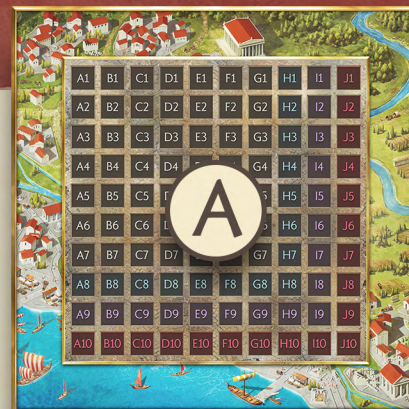 A1 B1 C1 D1 E1 F1 G1 H1 I1 J1
A2 B2 C2 D2 E2 F2 G2 H2 I2 J2
A3 B3 C3 D3 E3 F3 G3 H3 I3 J3
A4 B4 C4 D4 G4 H4 I4 J4
A5 B5 C5 H5 I5 J5
A
A6 B6 C6 H6 I6 J6
A7 B7 C7 D7 G7 H7 I7 J7
A8 B8 C8 D8 E8 F8 G8 H8 I8 J8
A9 B9 C9 D9 E9 F9 G9 H9 I9 J9
A10 B10 C10 D10 E10 F10 G10 H10 I10 J10